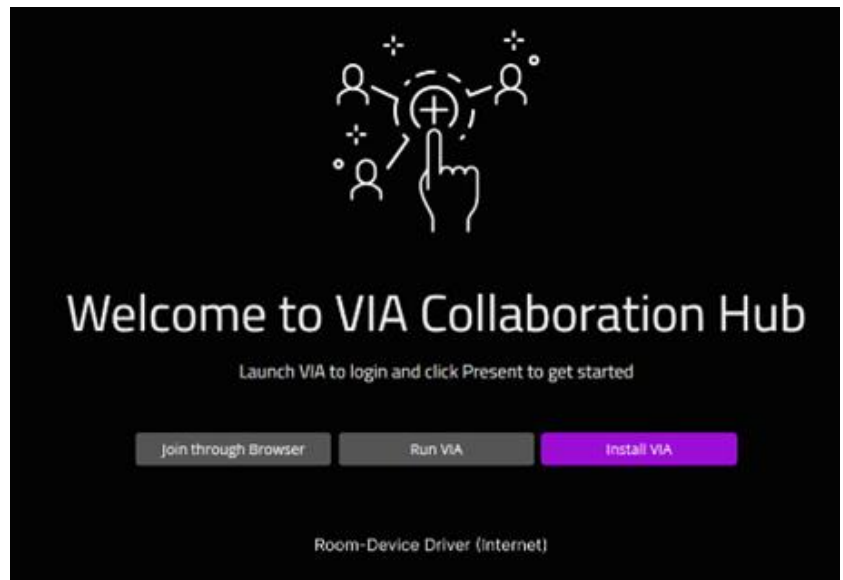 Welcome to VIA Collaboration Hub
Launch VIA to login and click Present to get started
Join through Browser
Run VIA
Install VIA
Room-Device Driver (Internet)